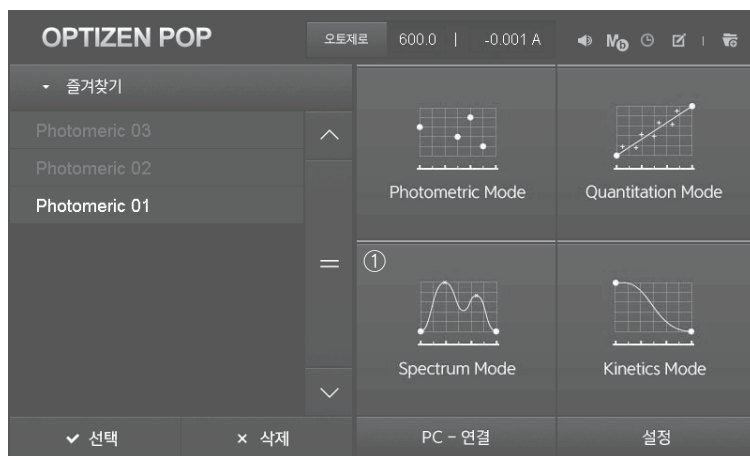 OPTIZEN POP
오토제로 600.0 | -0.001 A
즐겨찾기
Photomeric 03
Photomeric 02
Photomeric 01
Photometric Mode
Quantitation Mode
①
Spectrum Mode
Kinetics Mode
선택
× 삭제
PC - 연결
설정